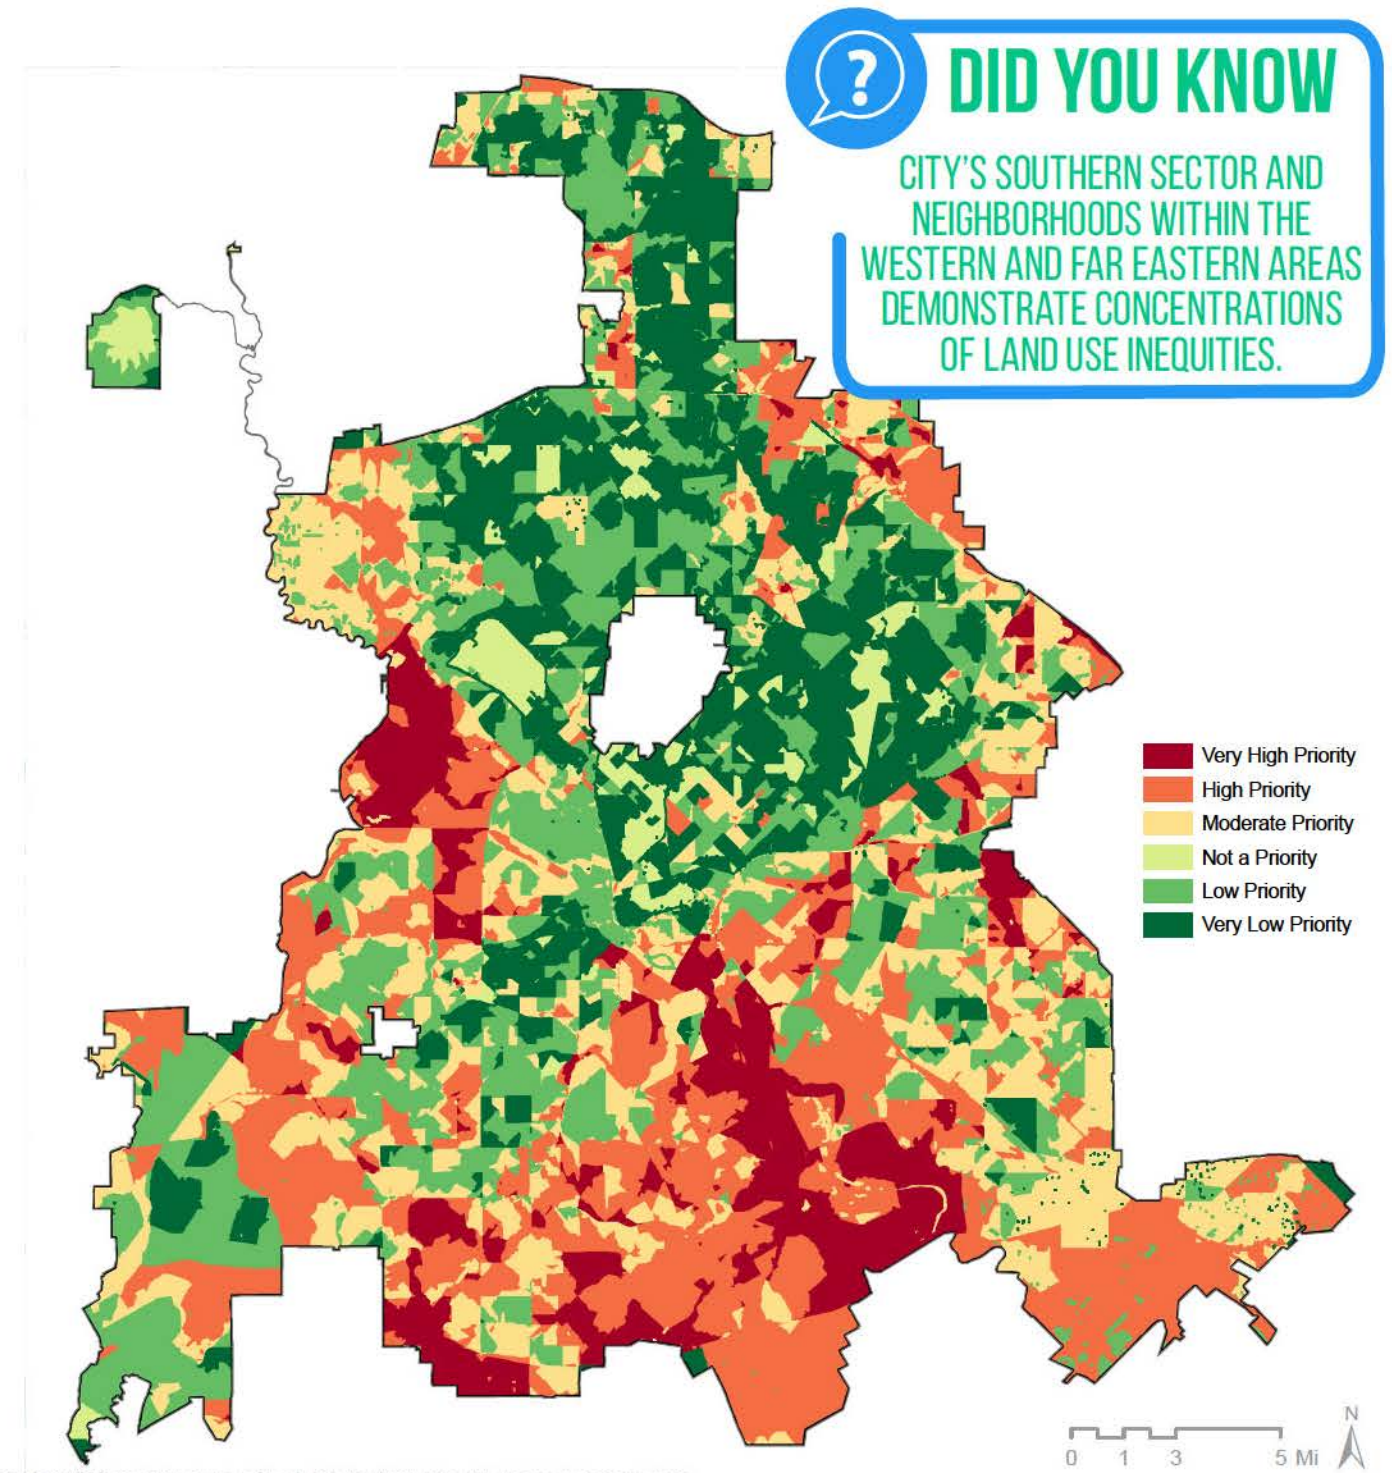 ?
DID YOU KNOW
CITY'S SOUTHERN SECTOR AND
NEIGHBORHOODS WITHIN THE
WESTERN AND FAR EASTERN AREAS
DEMONSTRATE CONCENTRATIONS
OF LAND USE INEQUITIES.
Very High Priority
High Priority
Moderate Priority
Not a Priority
Low Priority
Very Low Priority
N
0 1 3 5 Mi